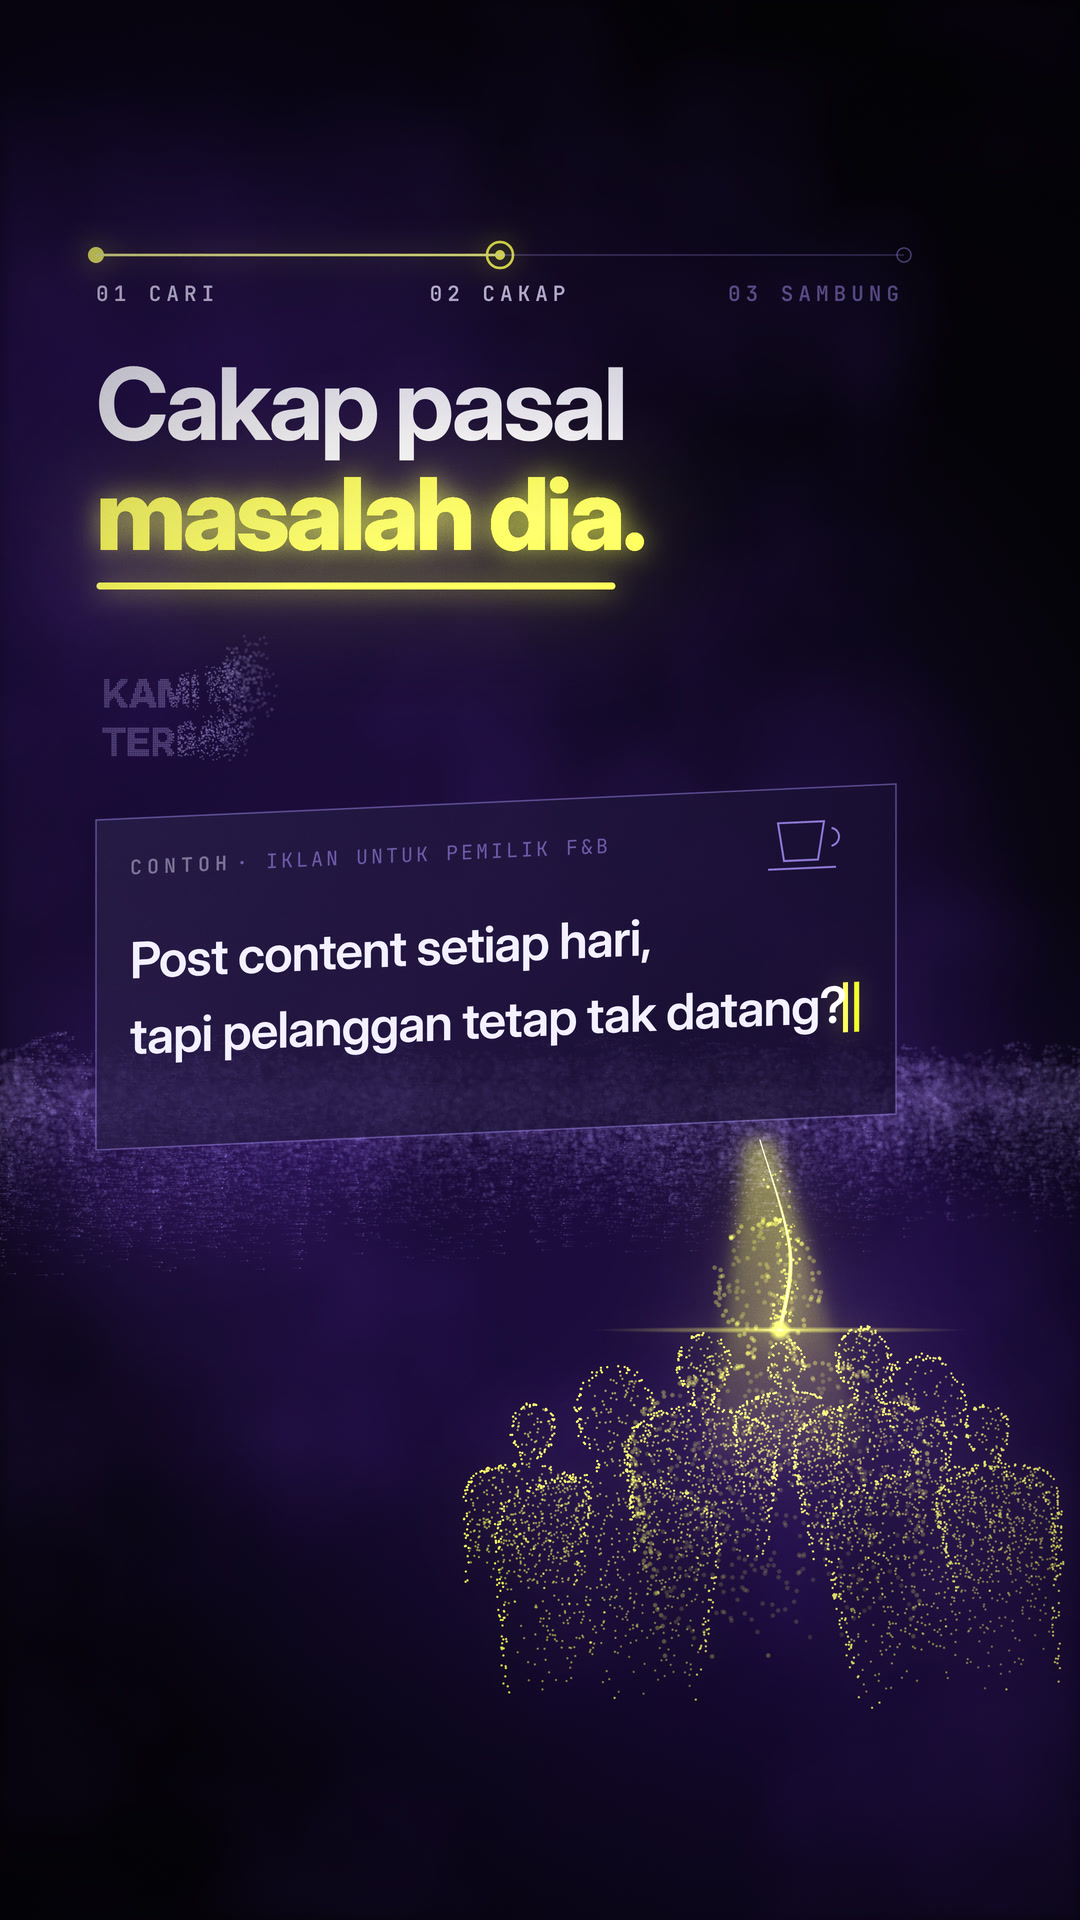 01 CARI
02 CAKAP
03 SAMBUNG
Cakap pasal
masalah dia.
CONTOH · IKLAN UNTUK PEMILIK F&B
Post content setiap hari,
tapi pelanggan tetap tak datang?